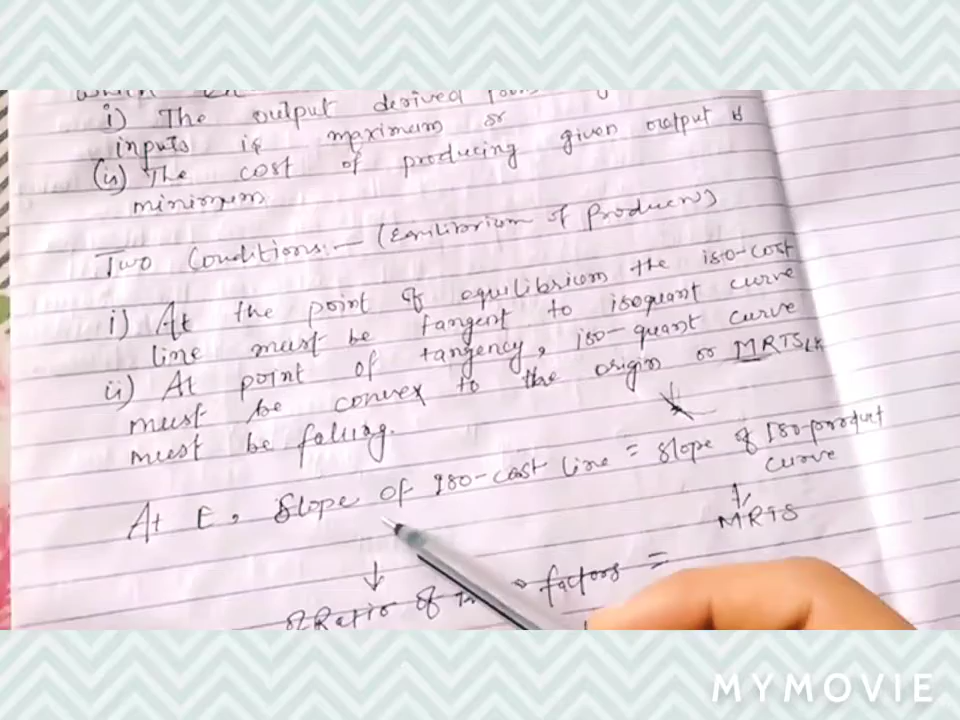 i) The output derived
inputs is maximum or
(ii) The cost of producing given output is
minimum
Two Conditions:- (Equilibrium of Producers)
i) At the point of equilibrium the iso-cost
line must be tangent to isoquant curve
ii) At point of tangency, iso-quant curve
must be convex to the origin or MRTSLK
must be falling.
At E, Slope of iso-cost line = slope of Iso-product
curve
MRTS
Ratio of factors =
MYMOVIE